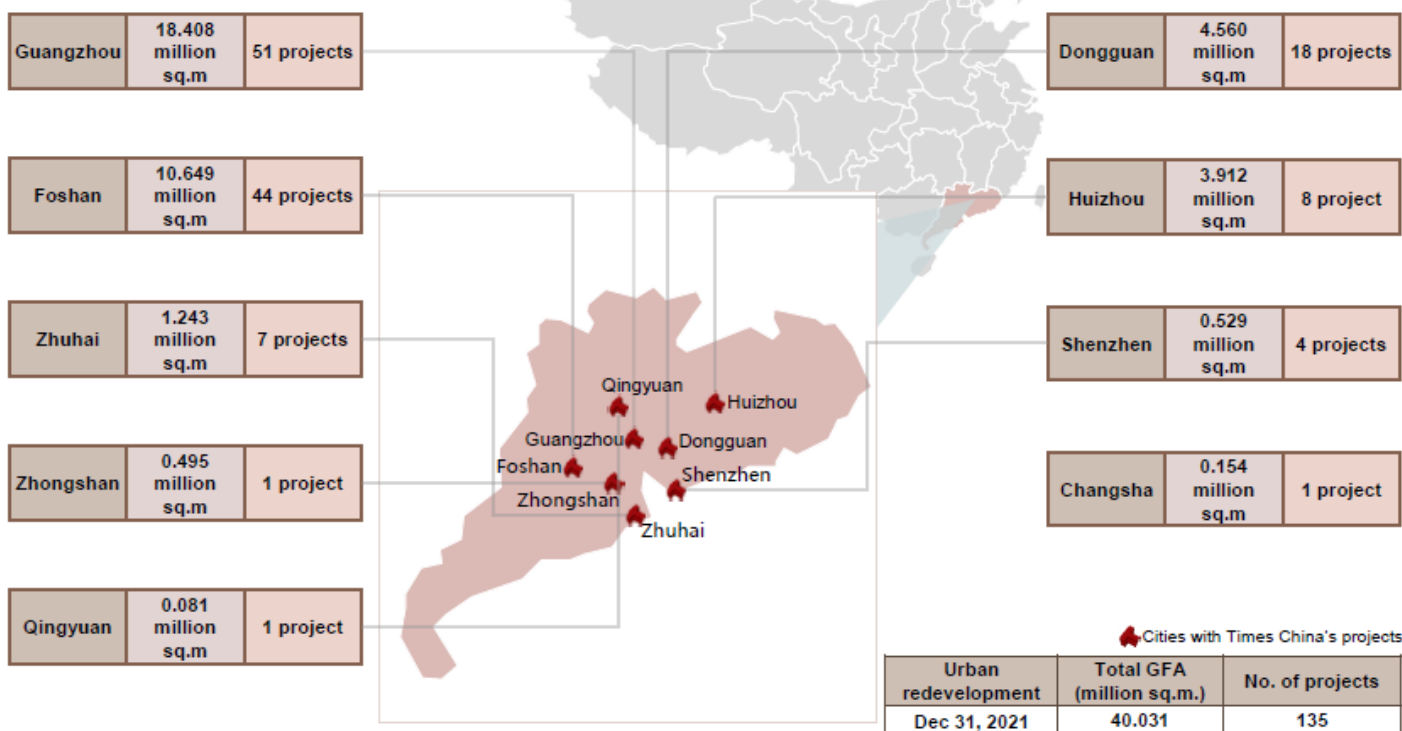 Guangzhou
18.408
million
sq.m
51 projects
Dongguan
4.560
million
sq.m
18 projects
Foshan
10.649
million
sq.m
44 projects
Huizhou
3.912
million
sq.m
8 project
Zhuhai
1.243
million
sq.m
7 projects
Shenzhen
0.529
million
sq.m
4 projects
Zhongshan
0.495
million
sq.m
1 project
Changsha
0.154
million
sq.m
1 project
Qingyuan
0.081
million
sq.m
1 project
Qingyuan
Huizhou
Guangzhou
Dongguan
Foshan
Shenzhen
Zhongshan
Zhuhai
Cities with Times China's projects
Urban
redevelopment
Total GFA
(million sq.m.)
No. of projects
Dec 31, 2021
40.031
135